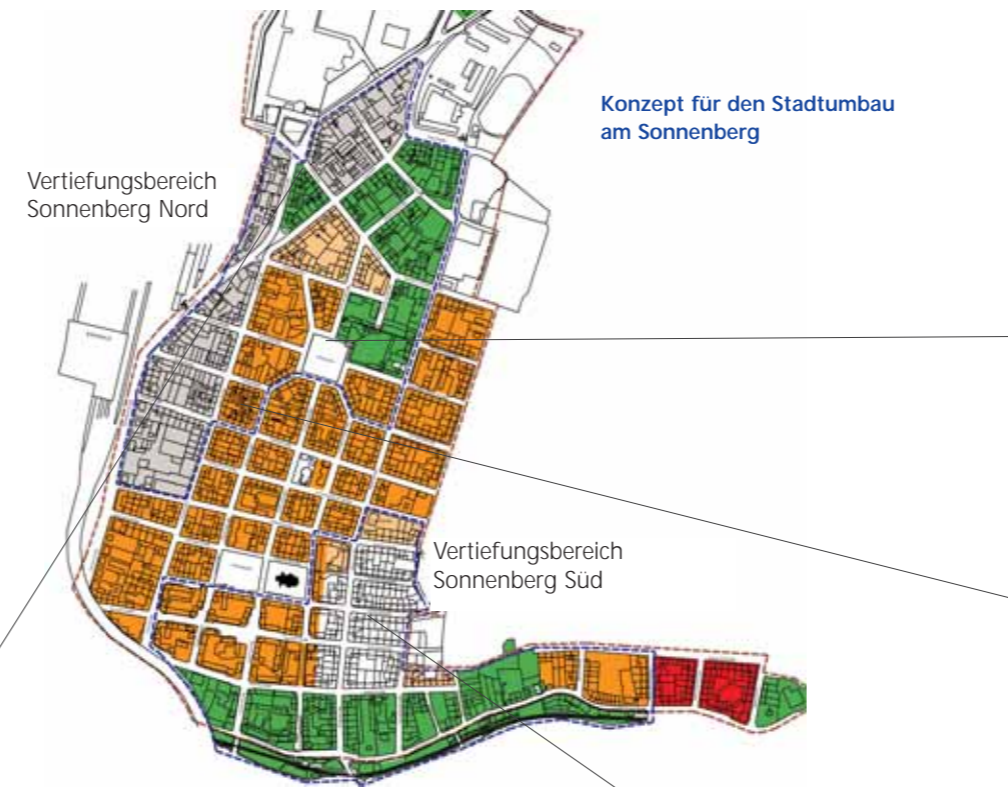 Konzept für den Stadtumbau
am Sonnenberg
Vertiefungsbereich
Sonnenberg Nord
Vertiefungsbereich
Sonnenberg Süd